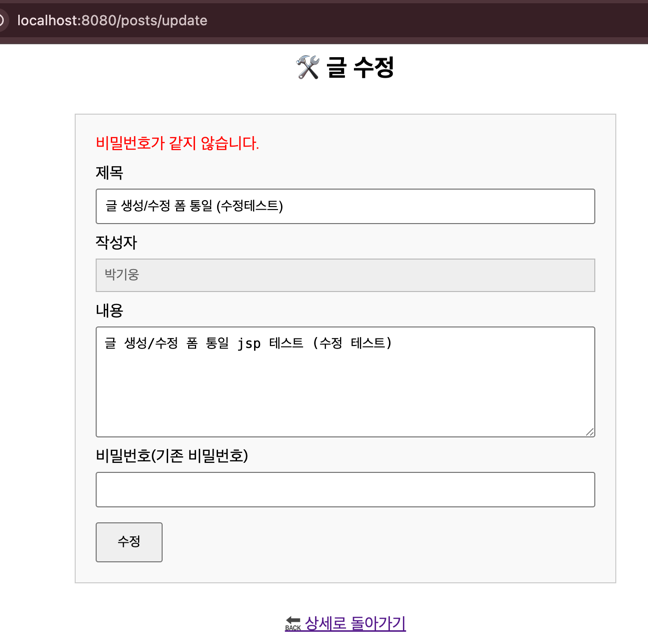 localhost:8080/posts/update
🛠️ 글 수정
비밀번호가 같지 않습니다.
제목
글 생성/수정 폼 통일 (수정테스트)
작성자
박기웅
내용
글 생성/수정 폼 통일 jsp 테스트 (수정 테스트)
비밀번호(기존 비밀번호)
수정
🔙 상세로 돌아가기